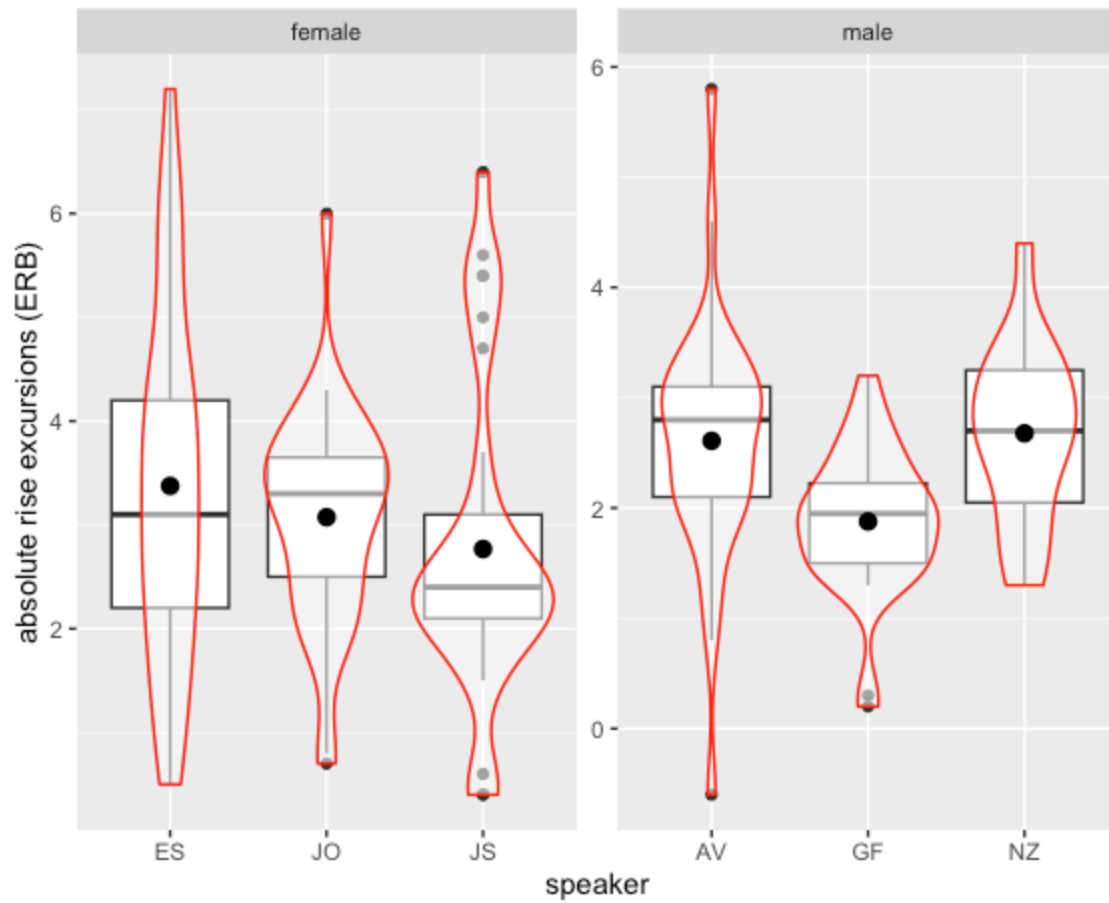 female
male
absolute rise excursions (ERB)
6
4
2
6
4
2
0
ES
JO
JS
AV
GF
NZ
speaker